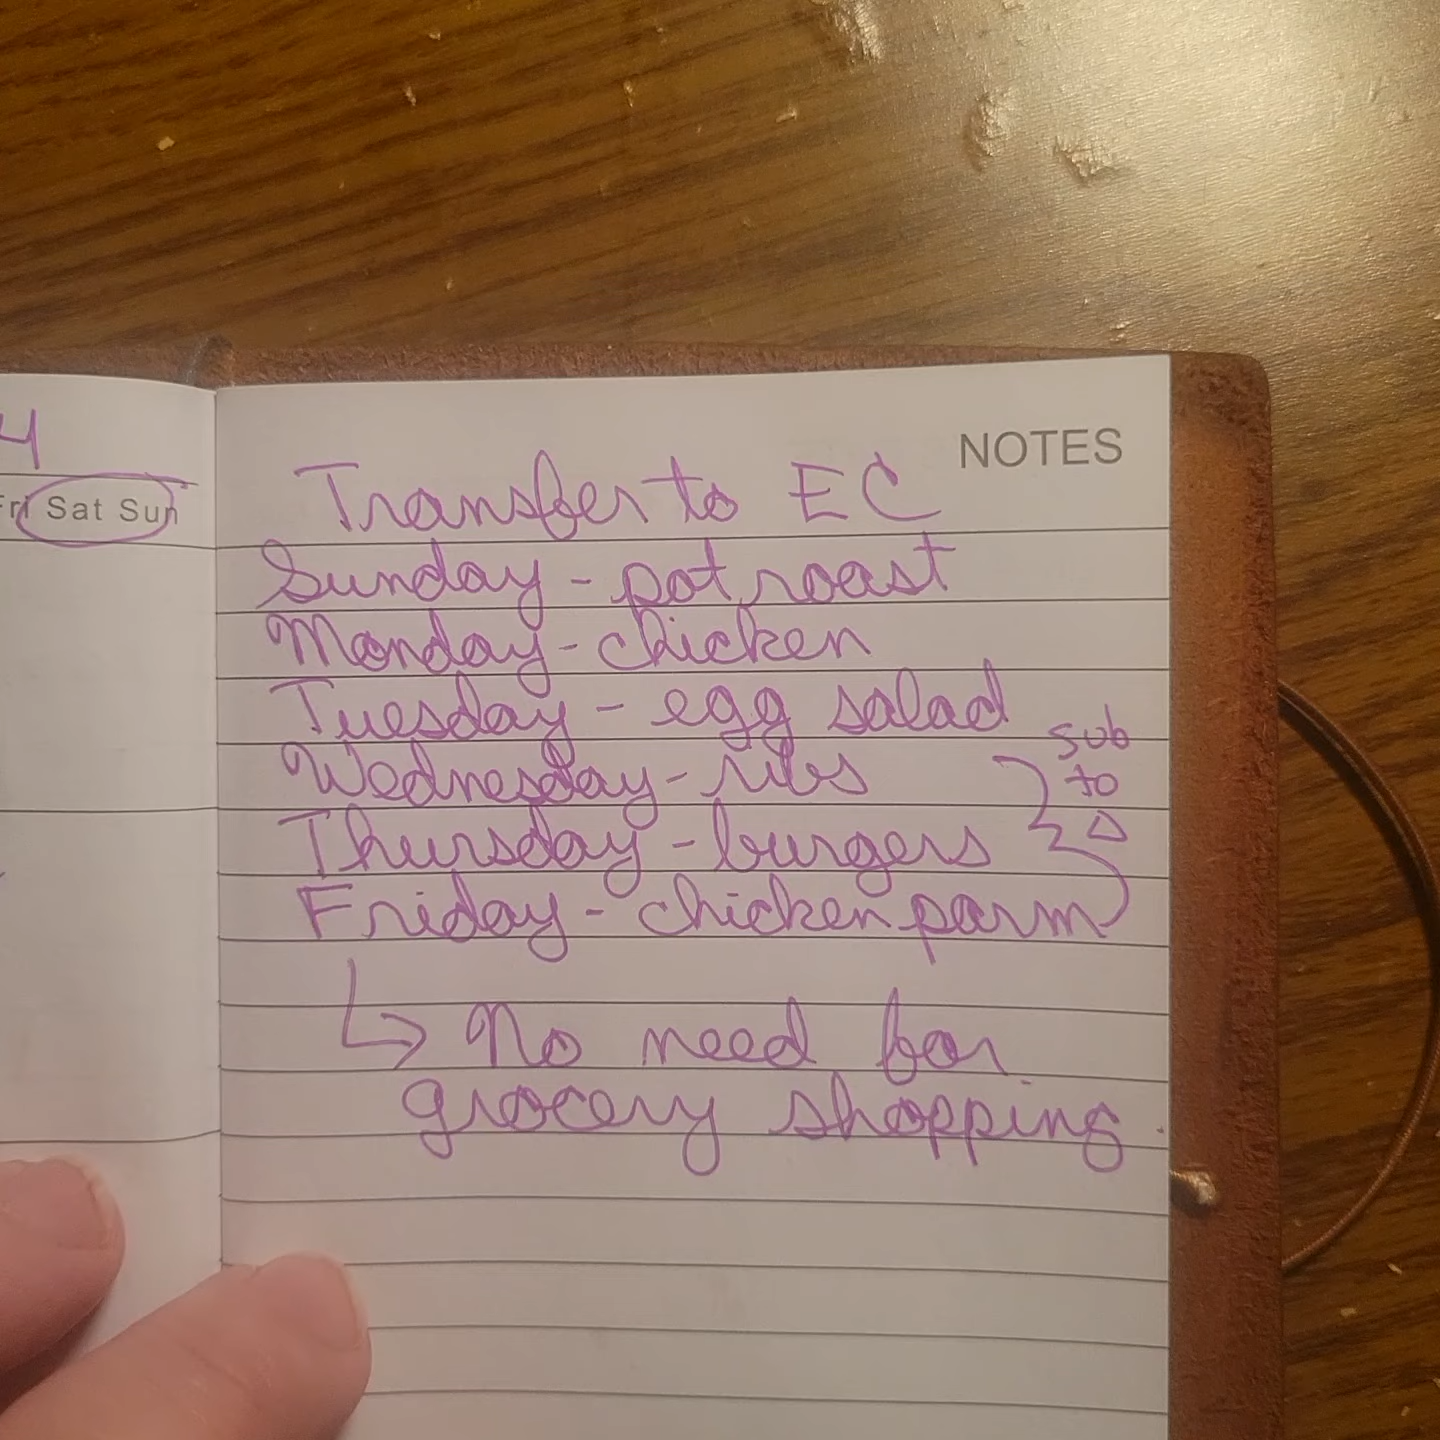 4
Fri Sat Sun
NOTES
Transfer to EC
Sunday - pot roast
Monday - chicken
Tuesday - egg salad
Wednesday - ribs
Thursday - burgers
Friday - chicken parm
sub
to
Δ
↳ No need for
grocery shopping.